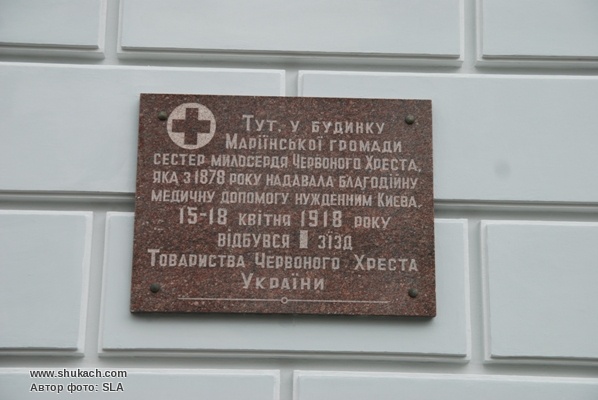 Тут, у будинку
Маріїнської громади
сестер милосердя Червоного Хреста,
яка з 1878 року надавала благодійну
медичну допомогу нужденним Києва,
15-18 квітня 1918 року
відбувся з'їзд
Товариства Червоного Хреста
України
www.shukach.com
Автор фото: SLA